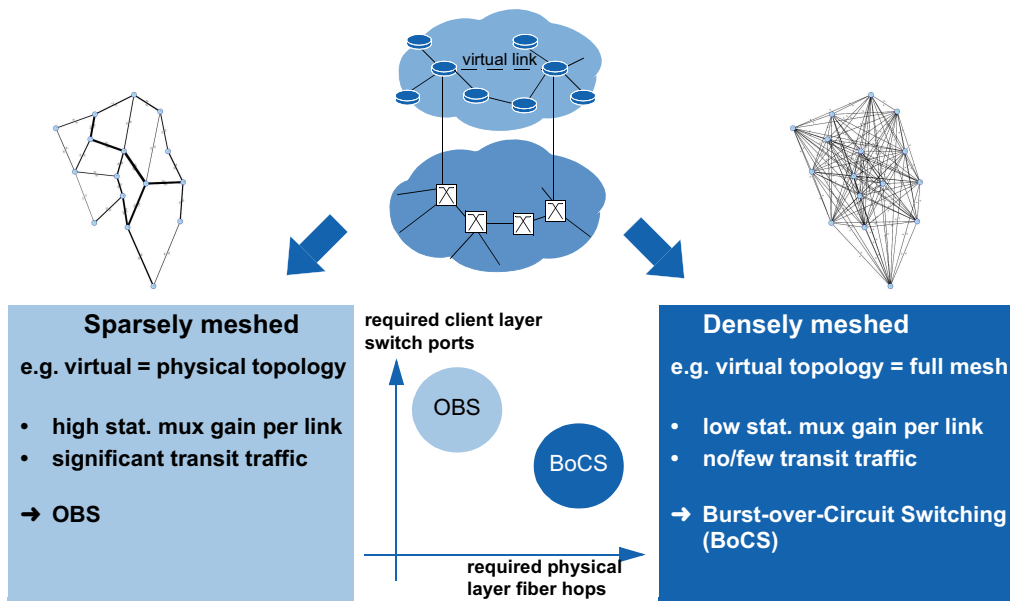 virtual link
Sparsely meshed
e.g. virtual = physical topology
• high stat. mux gain per link
• significant transit traffic
➔ OBS
required client layer
switch ports
OBS
BoCS
required physical
layer fiber hops
Densely meshed
e.g. virtual topology = full mesh
• low stat. mux gain per link
• no/few transit traffic
➔ Burst-over-Circuit Switching
(BoCS)